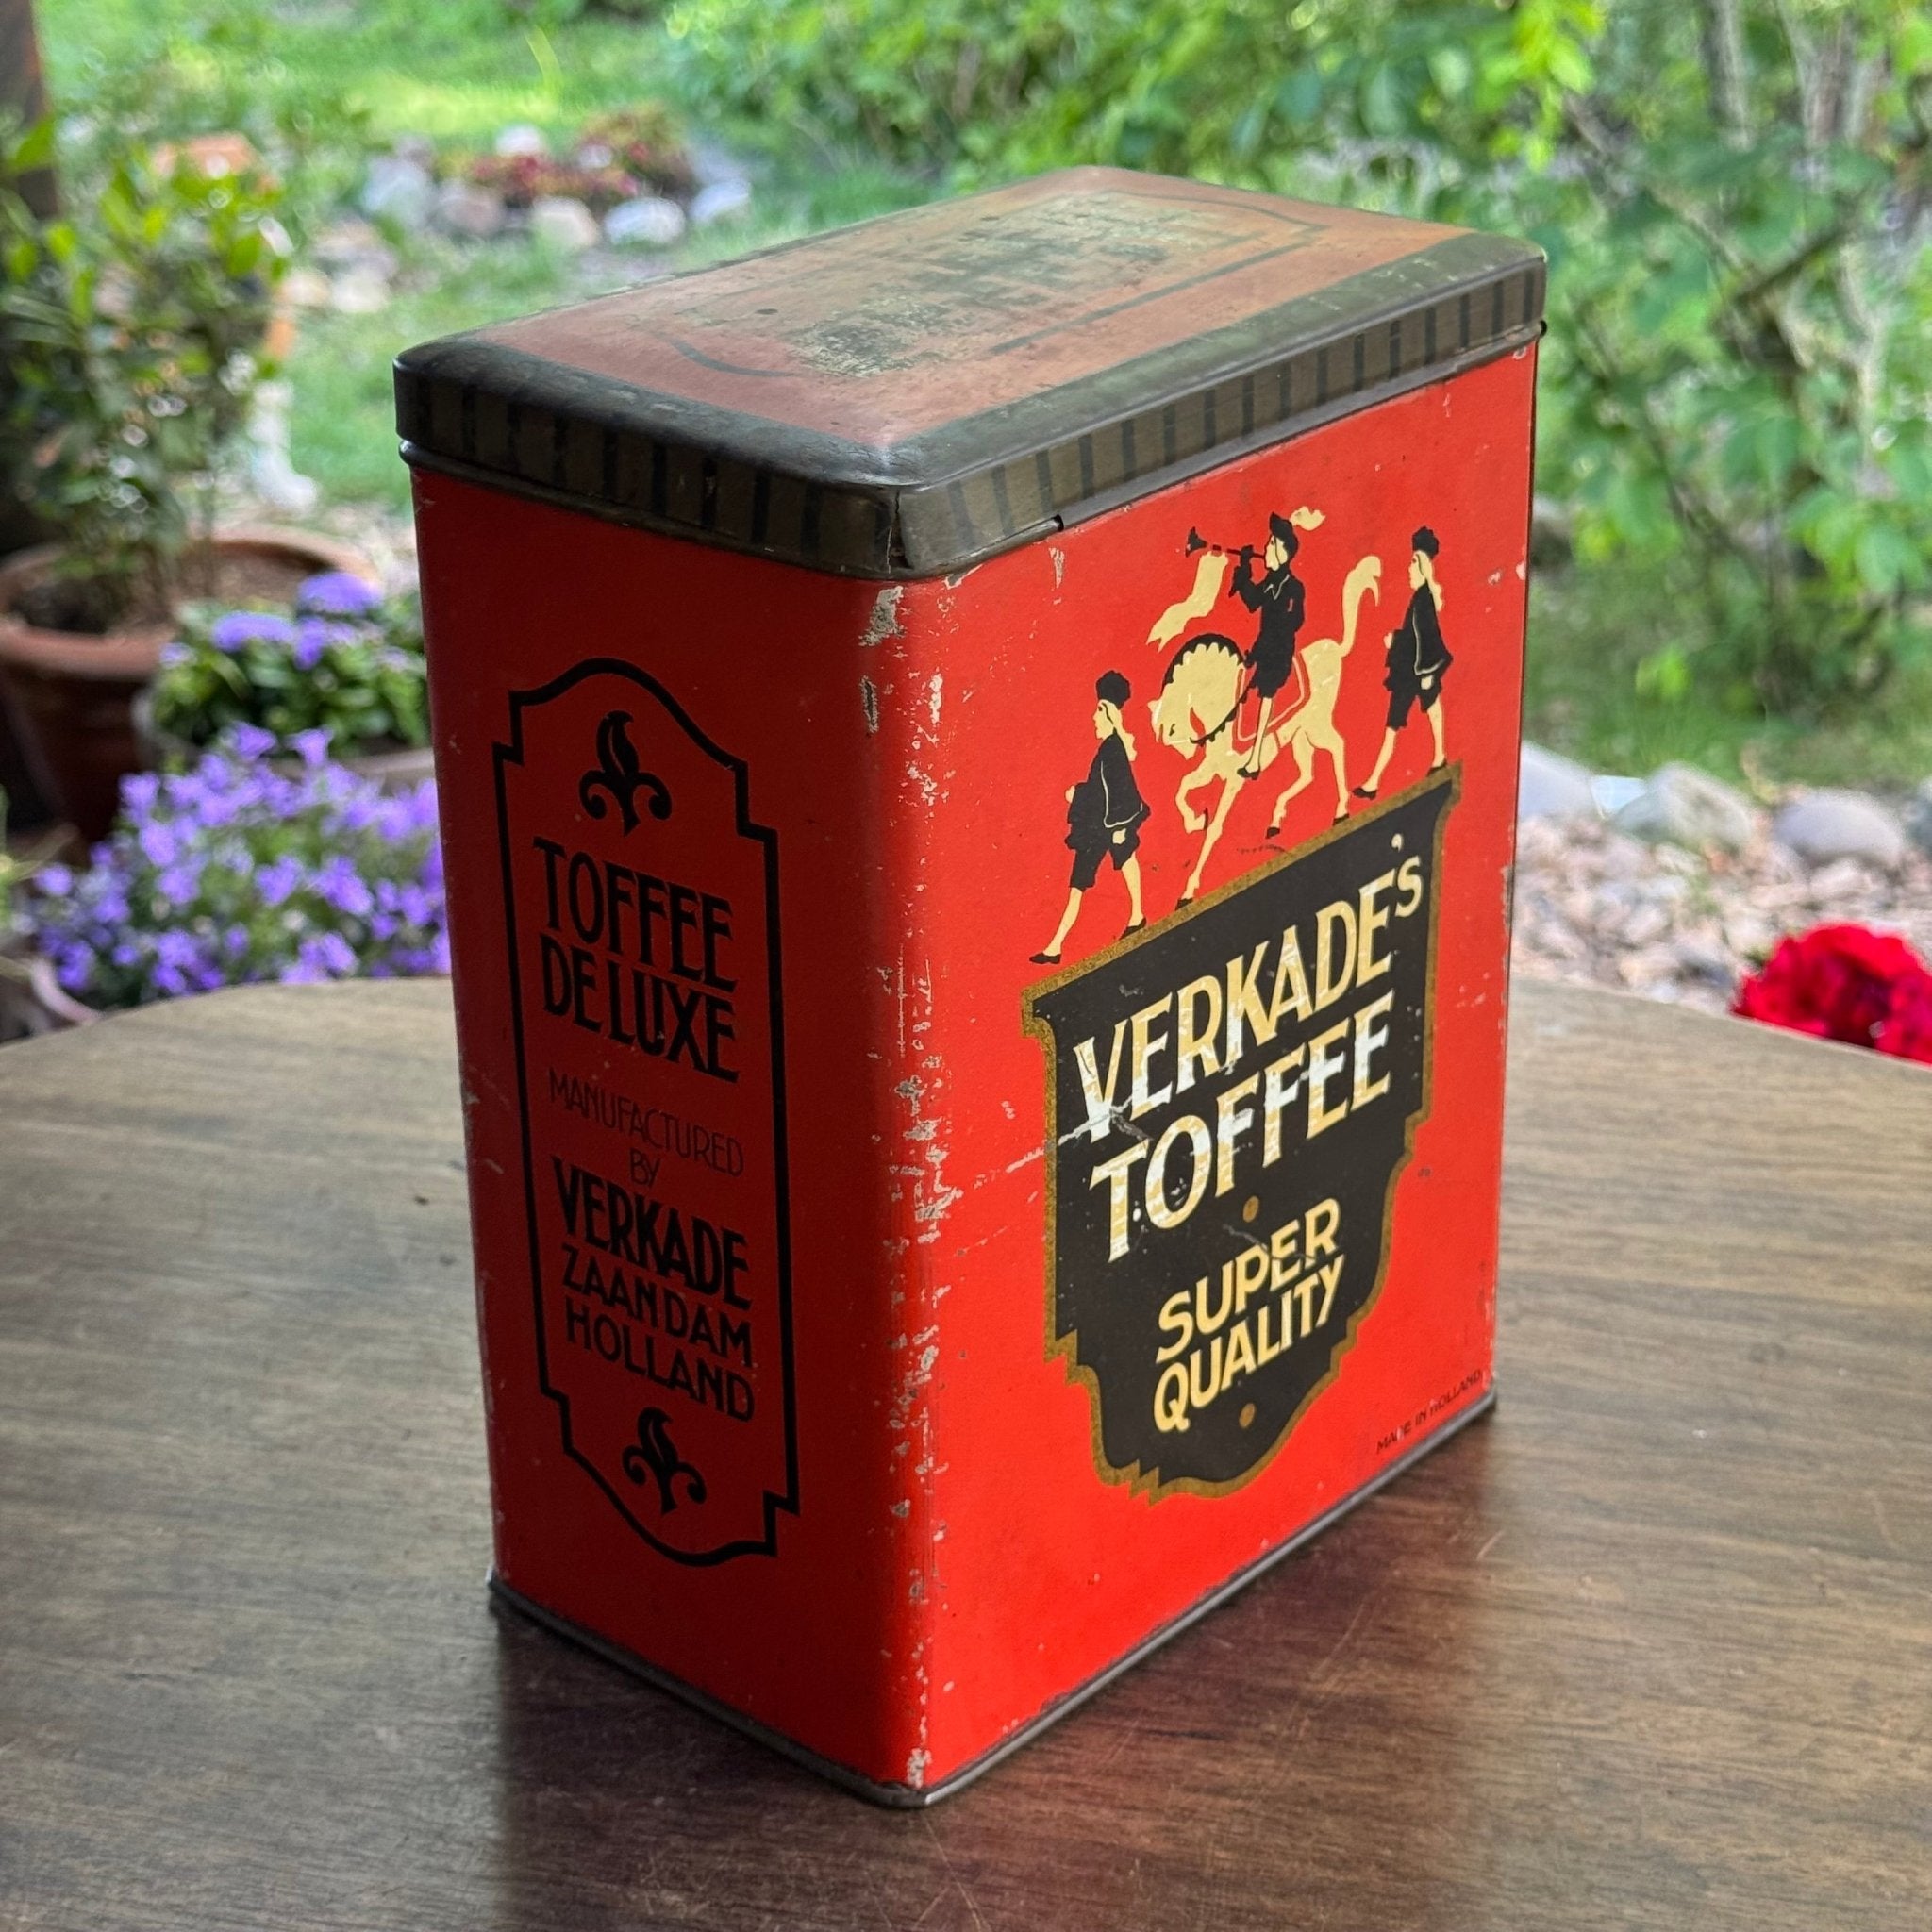 TOFFEE
DE LUXE
MANUFACTURED
BY
VERKADE
ZAANDAM
HOLLAND
VERKADE'S
TOFFEE
SUPER
QUALITY
MADE IN HOLLAND